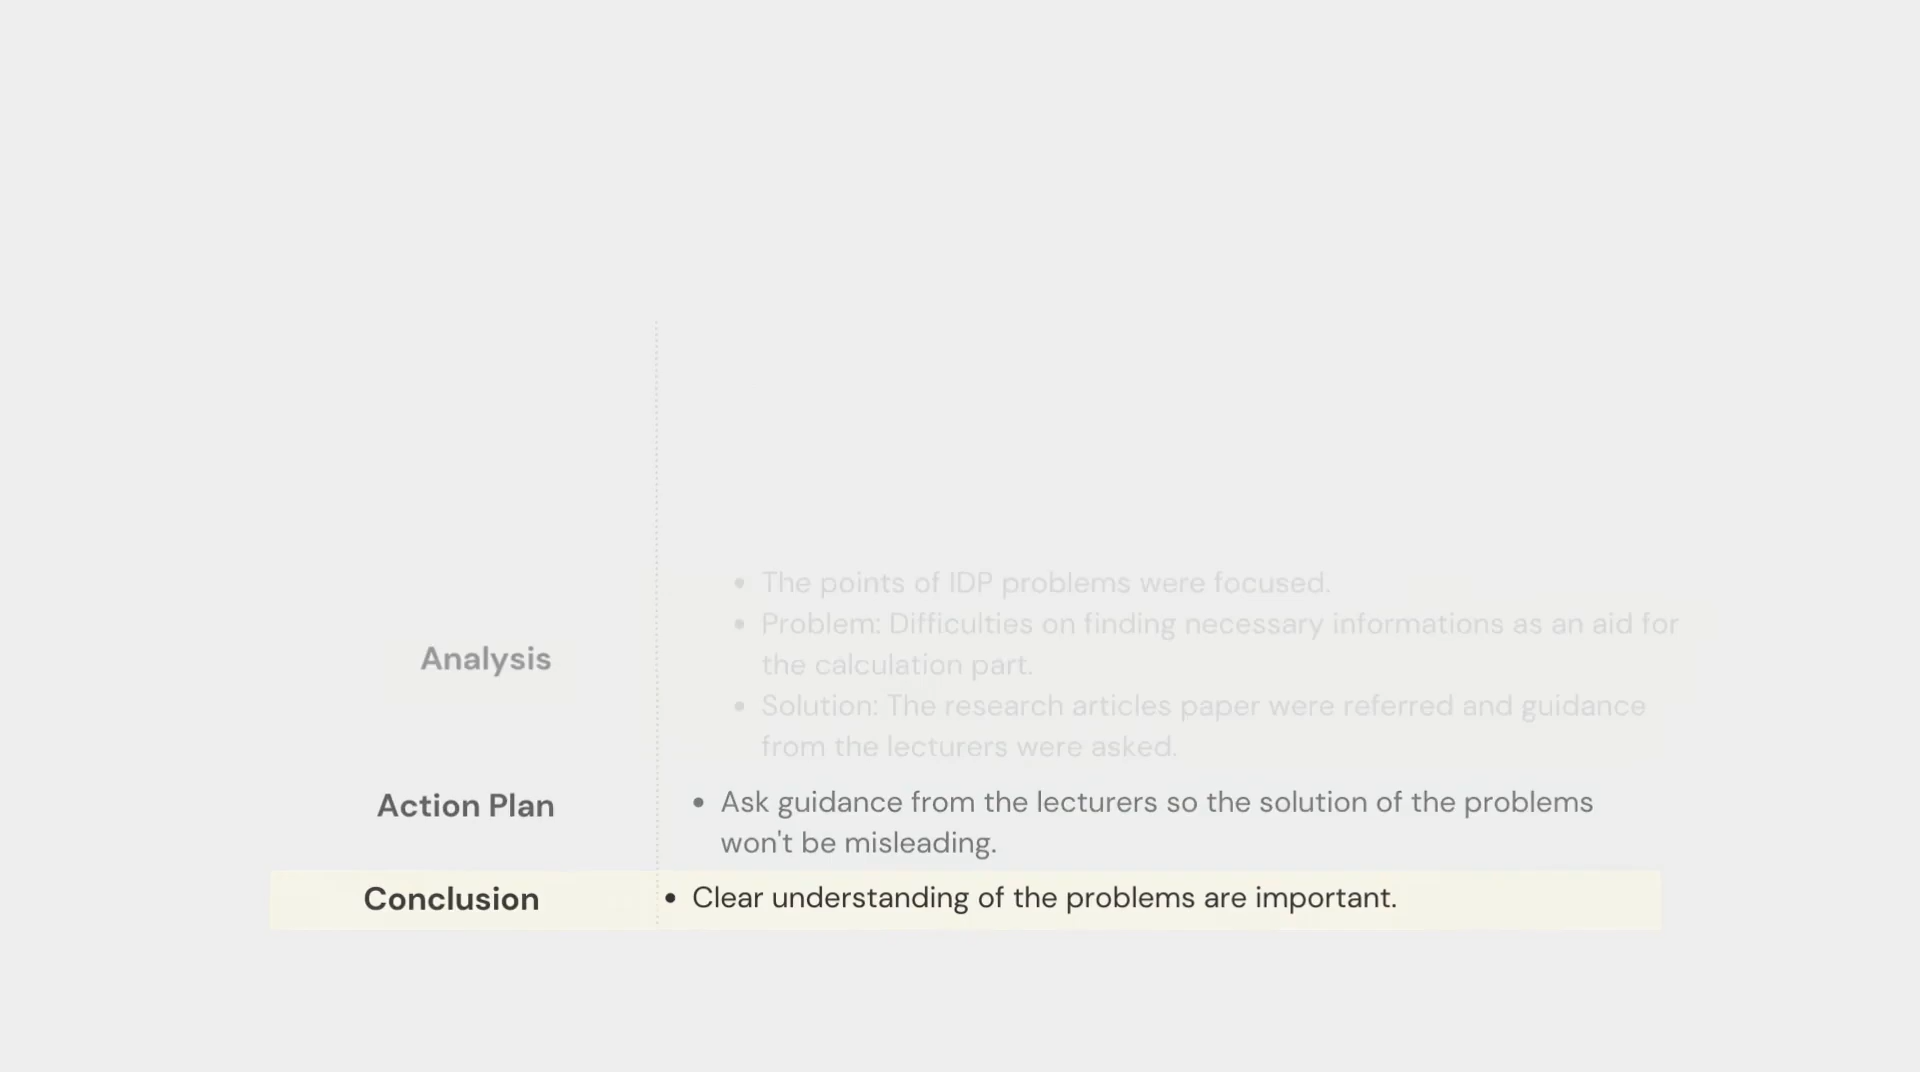 • The points of IDP problems were focused.
• Problem: Difficulties on finding necessary informations as an aid for
Analysis
the calculation part.
• Solution: The research articles paper were referred and guidance
from the lecturers were asked.
Action Plan
• Ask guidance from the lecturers so the solution of the problems
won't be misleading.
Conclusion
• Clear understanding of the problems are important.